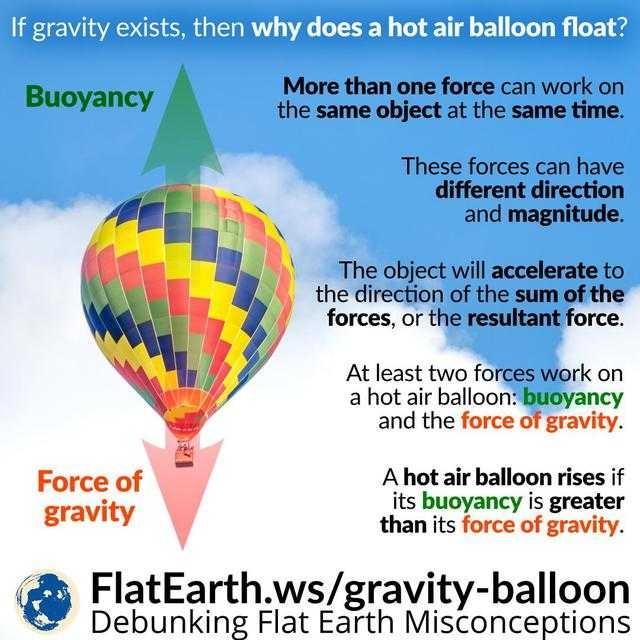 If gravity exists, then why does a hot air balloon float?
Buoyancy
More than one force can work on
the same object at the same time.
These forces can have
different direction
and magnitude.
The object will accelerate to
the direction of the sum of the
forces, or the resultant force.
At least two forces work on
a hot air balloon: buoyancy
and the force of gravity.
Force of
gravity
A hot air balloon rises if
its buoyancy is greater
than its force of gravity.
FlatEarth.ws/gravity-balloon
Debunking Flat Earth Misconceptions